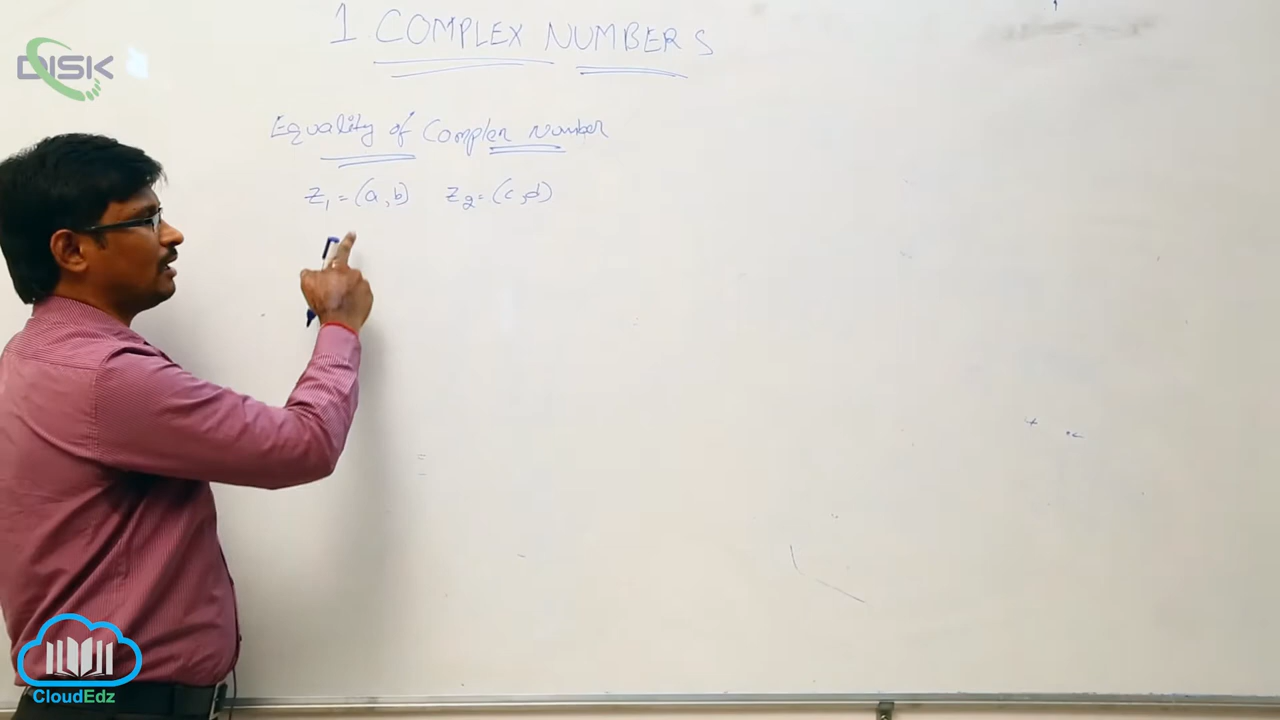 DISK
1 COMPLEX NUMBERS
Equality of Complex Number
z₁ = (a, b) z₂ = (c, d)
CloudEdz